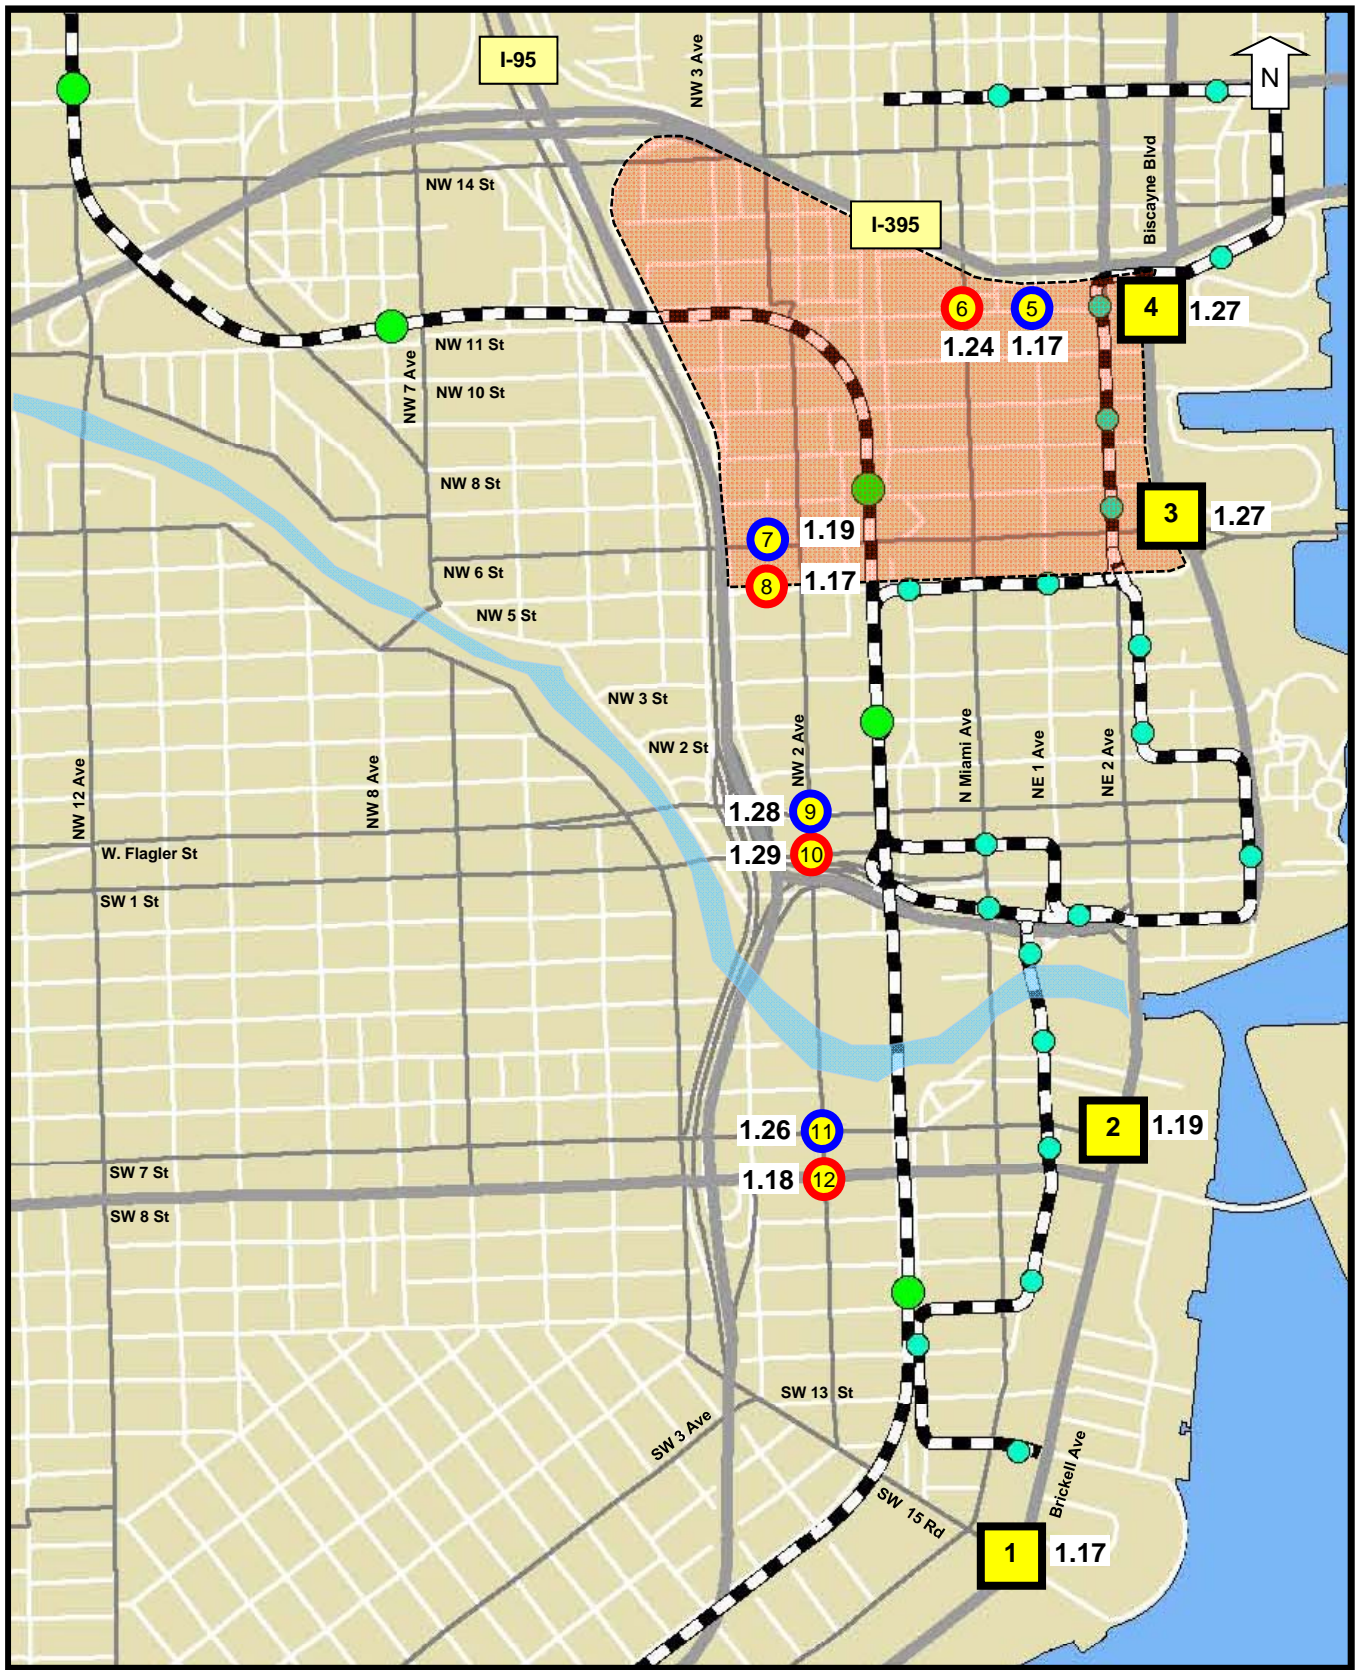 I-95
NW 3 Ave
N
NW 14 St
Biscayne Blvd
I-395
6
5
4
1.27
NW 11 St
1.24
1.17
NW 7 Ave
NW 10 St
NW 8 St
3
1.27
7
1.19
NW 6 St
8
1.17
NW 5 St
NW 3 St
NW 2 St
NW 2 Ave
N Miami Ave
NE 1 Ave
NE 2 Ave
NW 12 Ave
NW 8 Ave
1.28
9
W. Flagler St
1.29
10
SW 1 St
1.26
11
2
1.19
SW 7 St
1.18
12
SW 8 St
SW 13 St
SW 3 Ave
Brickell Ave
SW 15 Rd
1
1.17